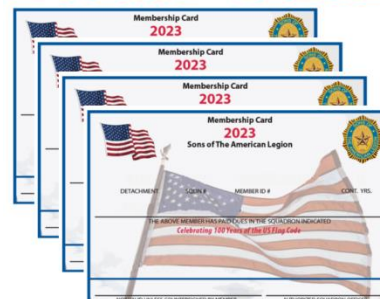 Membership Card
2023
Membership Card
2023
Membership Card
2023
Membership Card
2023
Sons of The American Legion
DETACHMENT SQDN # MEMBER ID # CONT. YRS.
THE ABOVE MEMBER HAS PAID DUES IN THE SQUADRON INDICATED
Celebrating 100 Years of the US Flag Code